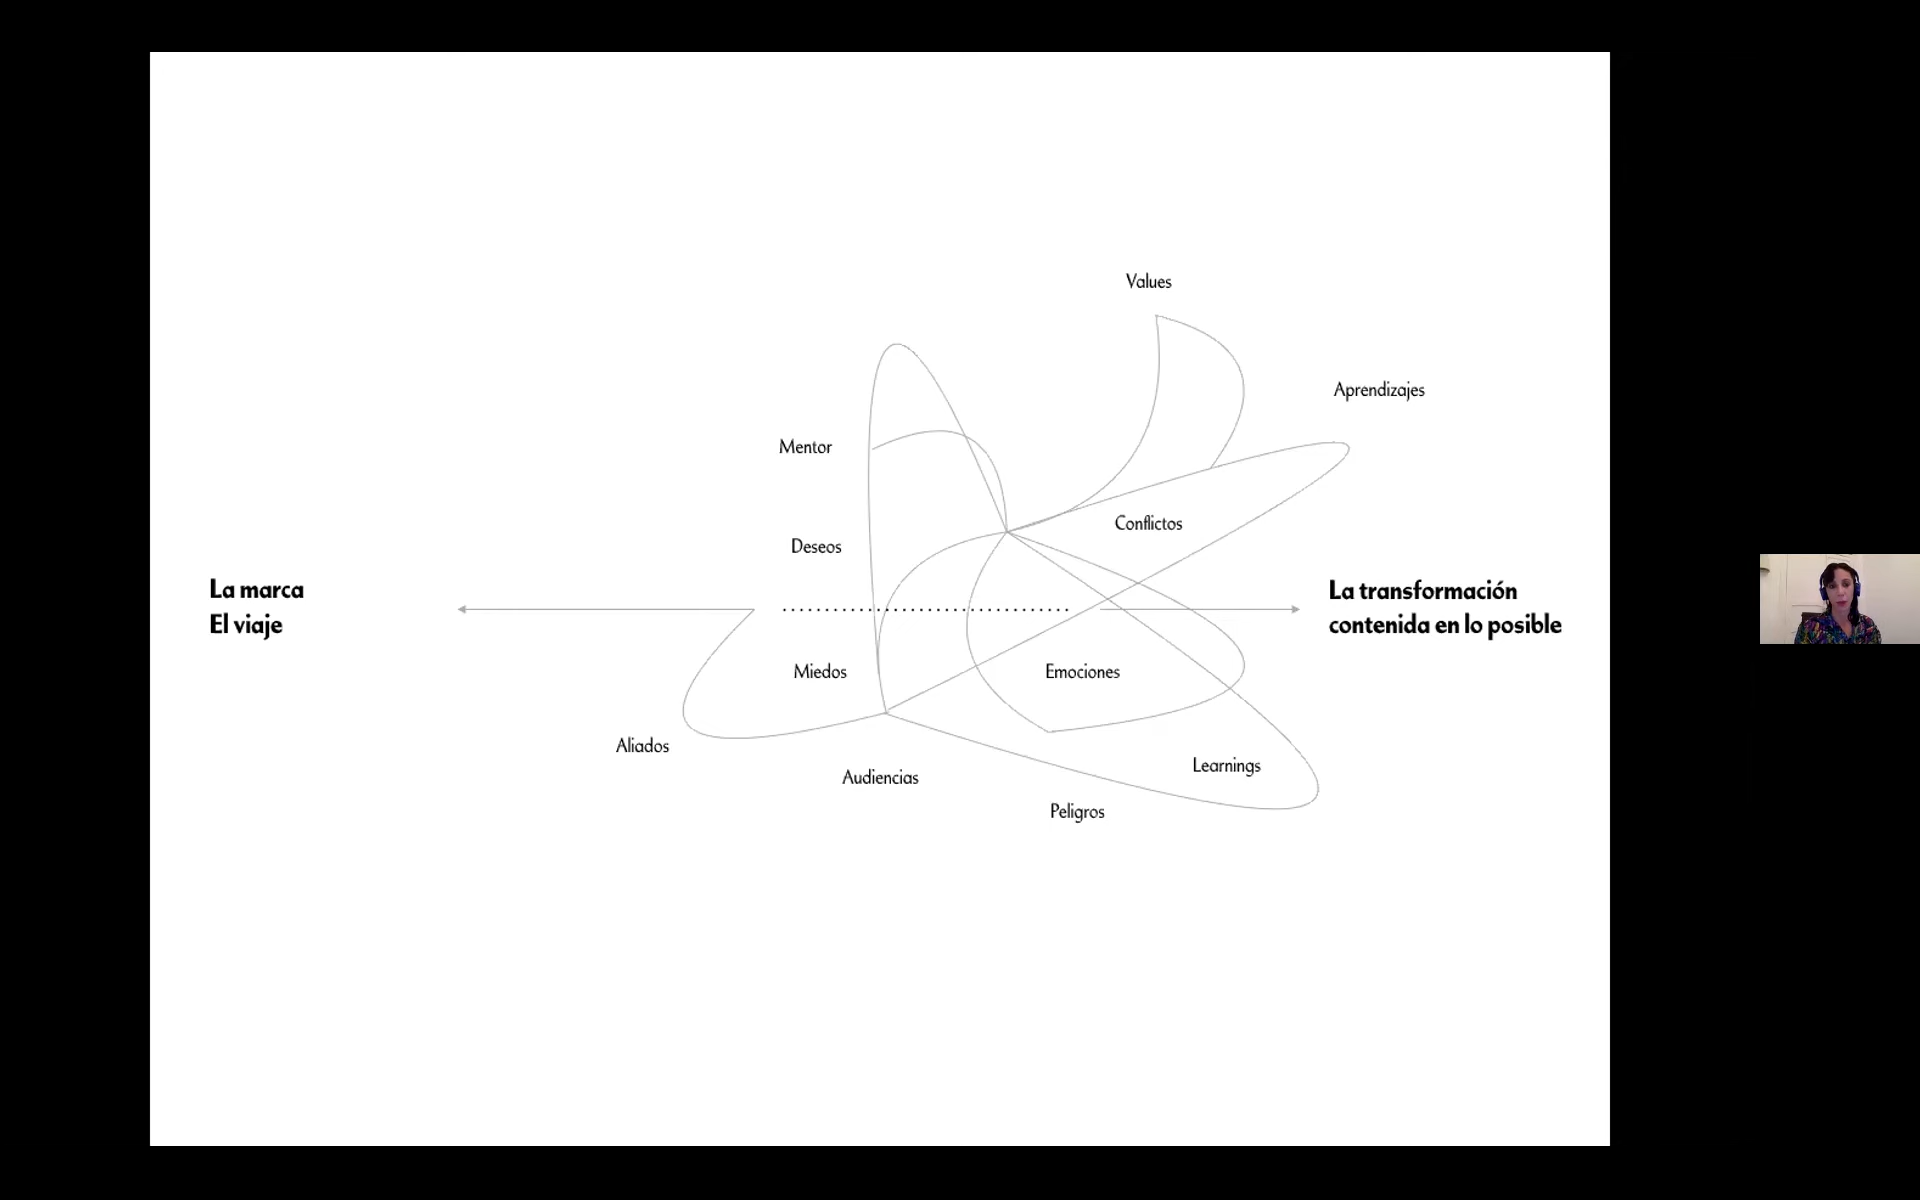 Values
Aprendizajes
Mentor
Conflictos
Deseos
La marca
El viaje
La transformación
contenida en lo posible
Miedos
Emociones
Aliados
Learnings
Audiencias
Peligros